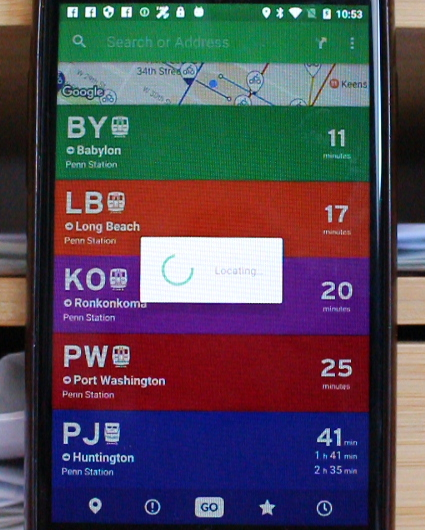 10:53
Search or Address
34th Street
Keens
Google
BY
Babylon
Penn Station
11
minutes
LB
Long Beach
Penn Station
17
minutes
Locating...
KO
Ronkonkoma
Penn Station
20
minutes
PW
Port Washington
Penn Station
25
minutes
PJ
Huntington
Penn Station
41 min
1 h 41 min
2 h 35 min
GO